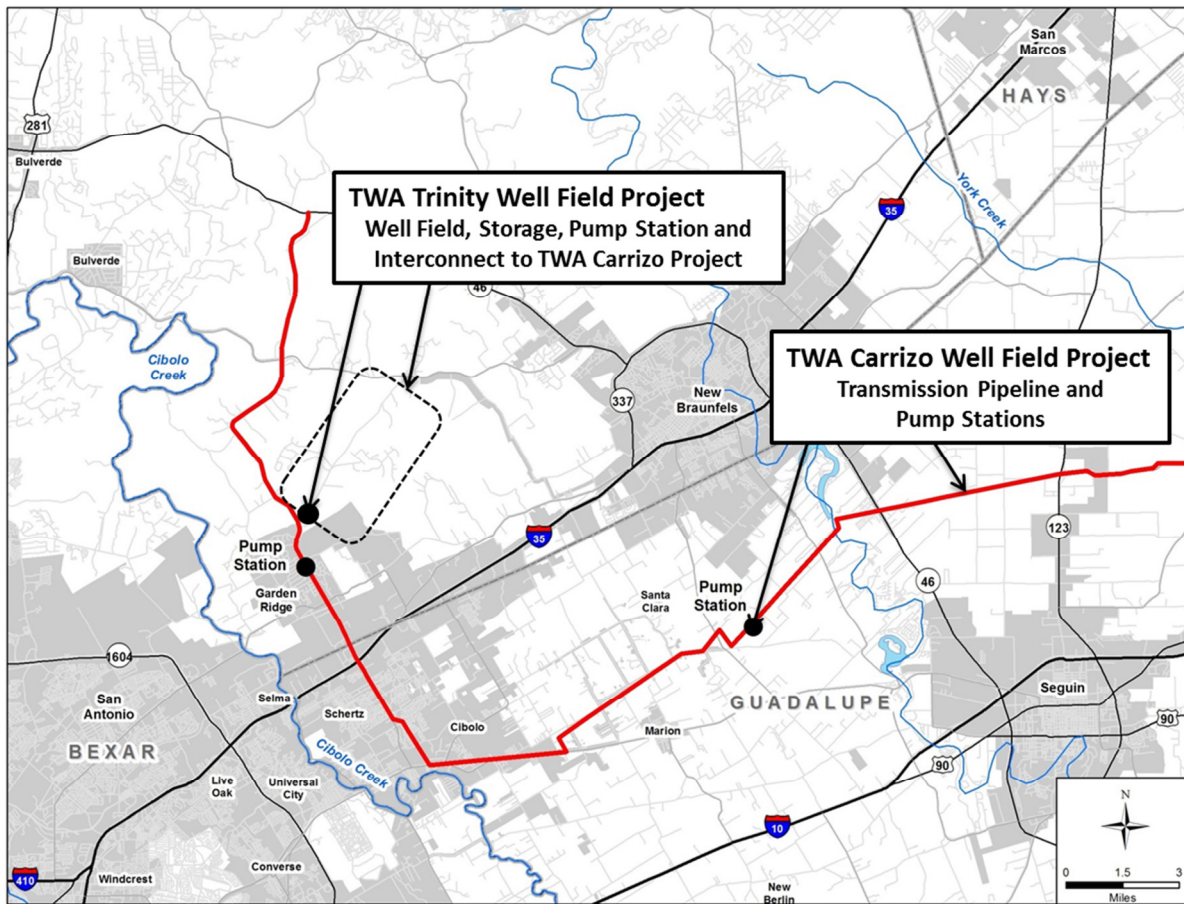 San
Marcos
HAYS
281
Bulverde
TWA Trinity Well Field Project
Well Field, Storage, Pump Station and
Interconnect to TWA Carrizo Project
35
York Creek
Bulverde
46
Cibolo
Creek
TWA Carrizo Well Field Project
Transmission Pipeline and
Pump Stations
337
New
Braunfels
35
123
Pump
Station
Garden
Ridge
46
Santa
Clara
Pump
Station
1604
San
Antonio
BEXAR
Selma
Schertz
Cibolo
Marion
GUADALUPE
Seguin
90
Cibolo Creek
Live
Oak
Universal
City
90
10
N
410
Windcrest
Converse
New
Berlin
0 1.5 3
Miles